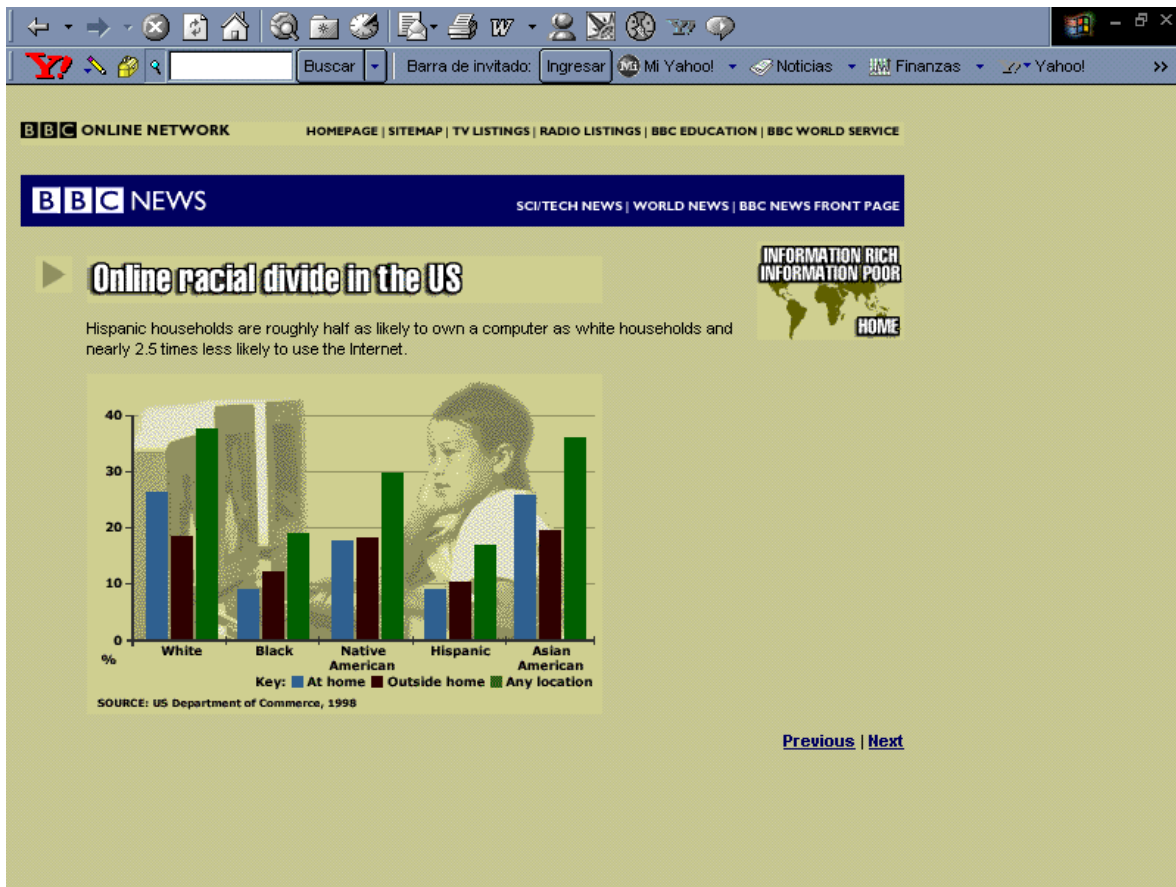 Y! Buscar Barra de invitado: Ingresar Mi Yahoo! Noticias Finanzas Yahoo! »
BBC ONLINE NETWORK HOMEPAGE | SITEMAP | TV LISTINGS | RADIO LISTINGS | BBC EDUCATION | BBC WORLD SERVICE
BBC NEWS SCI/TECH NEWS | WORLD NEWS | BBC NEWS FRONT PAGE
Online racial divide in the US
INFORMATION RICH
INFORMATION POOR
HOME
Hispanic households are roughly half as likely to own a computer as white households and
nearly 2.5 times less likely to use the Internet.
40
30
20
10
0
%
White Black Native American Hispanic Asian American
Key: At home Outside home Any location
SOURCE: US Department of Commerce, 1998
Previous | Next